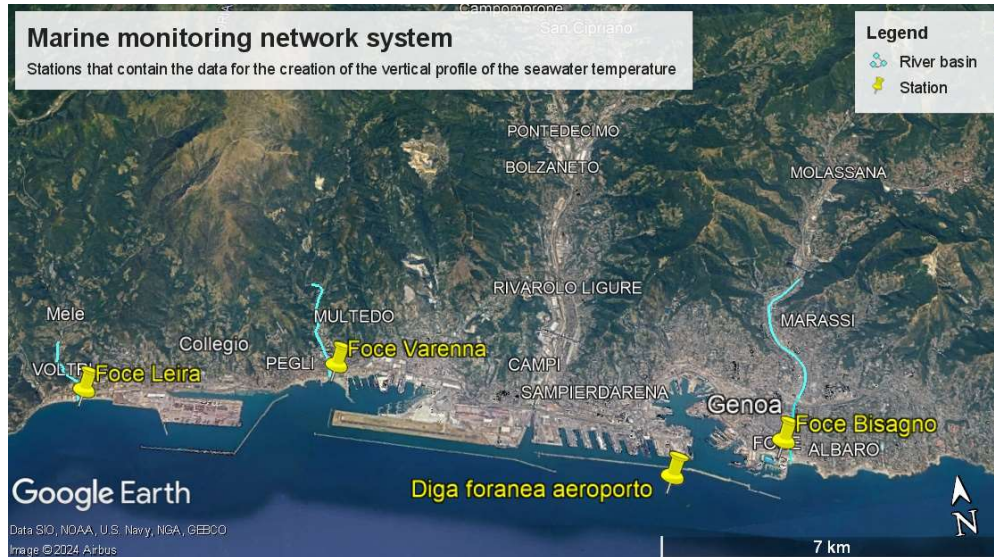 Campomorone
San Cipriano
Marine monitoring network system
Stations that contain the data for the creation of the vertical profile of the seawater temperature
Legend
River basin
Station
PONTEDECIMO
BOLZANETO
MOLASSANA
RIVAROLO LIGURE
Mele
MULTEDO
MARASSI
Collegio
PEGLI
Foce Varenna
CAMPI
Foce Leira
SAMPIERDARENA
Genoa
Foce Bisagno
ALBARO
Diga foranea aeroporto
Google Earth
N
Data SIO, NOAA, U.S. Navy, NGA, GEBCO
Image © 2024 Airbus
7 km